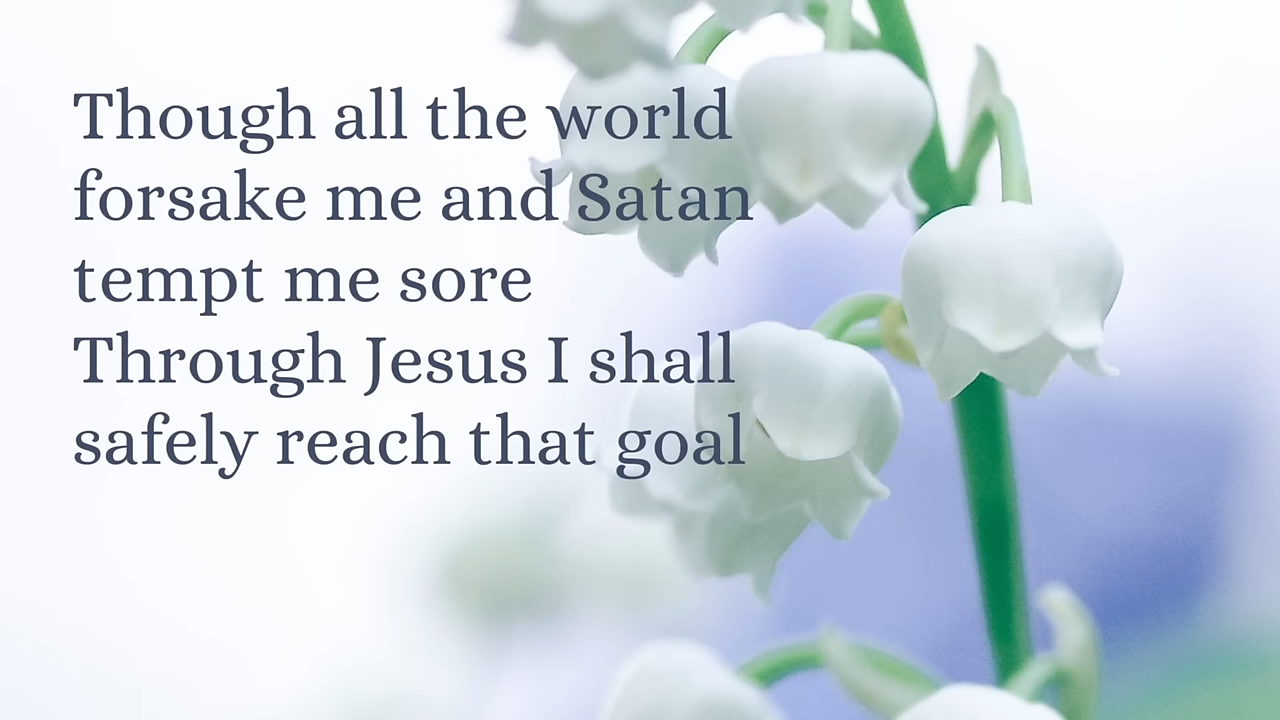 Though all the world
forsake me and Satan
tempt me sore
Through Jesus I shall
safely reach that goal